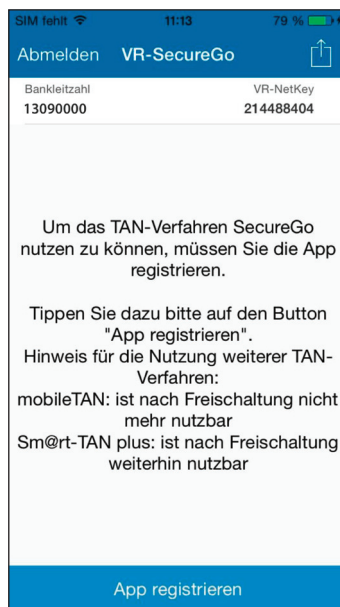 SIM fehlt 11:13 79 %
Abmelden VR-SecureGo
Bankleitzahl VR-NetKey
13090000 214488404
Um das TAN-Verfahren SecureGo
nutzen zu können, müssen Sie die App
registrieren.
Tippen Sie dazu bitte auf den Button
"App registrieren".
Hinweis für die Nutzung weiterer TAN-
Verfahren:
mobileTAN: ist nach Freischaltung nicht
mehr nutzbar
Sm@rt-TAN plus: ist nach Freischaltung
weiterhin nutzbar
App registrieren